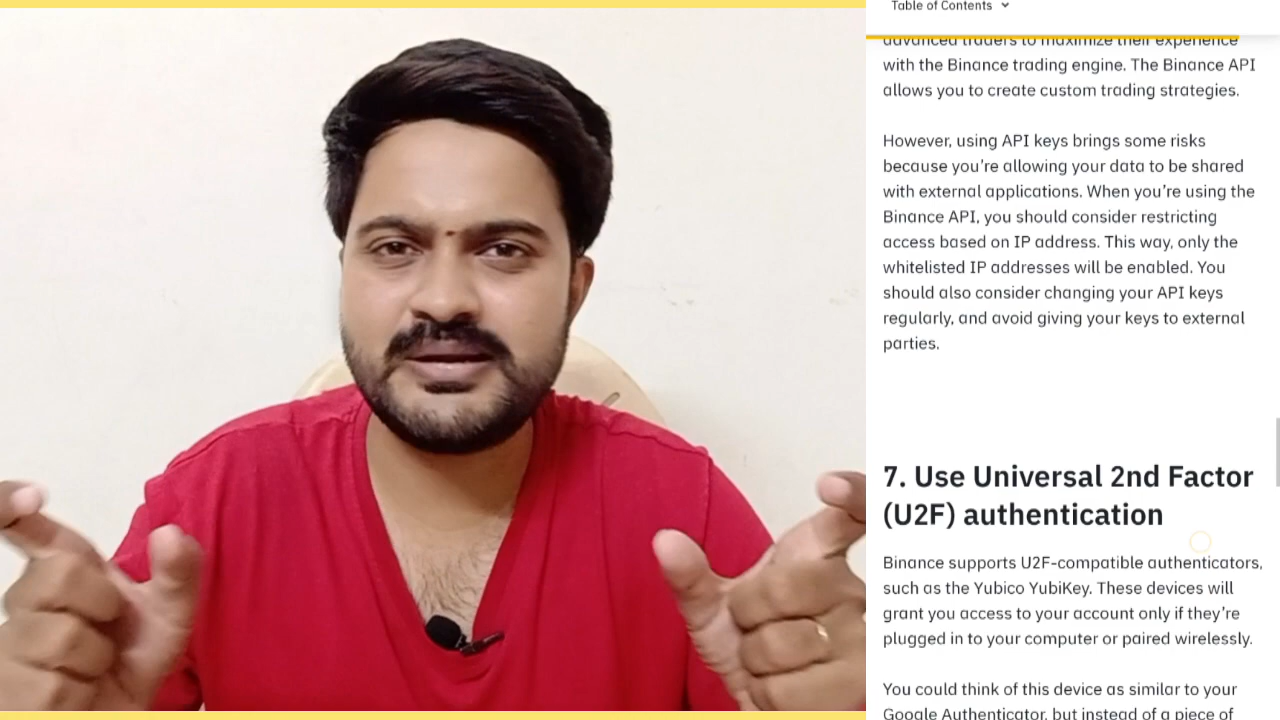 Table of Contents
advanced traders to maximize their experience
with the Binance trading engine. The Binance API
allows you to create custom trading strategies.
However, using API keys brings some risks
because you're allowing your data to be shared
with external applications. When you're using the
Binance API, you should consider restricting
access based on IP address. This way, only the
whitelisted IP addresses will be enabled. You
should also consider changing your API keys
regularly, and avoid giving your keys to external
parties.
7. Use Universal 2nd Factor
(U2F) authentication
Binance supports U2F-compatible authenticators,
such as the Yubico YubiKey. These devices will
grant you access to your account only if they're
plugged in to your computer or paired wirelessly.
You could think of this device as similar to your
Google Authenticator, but instead of a piece of